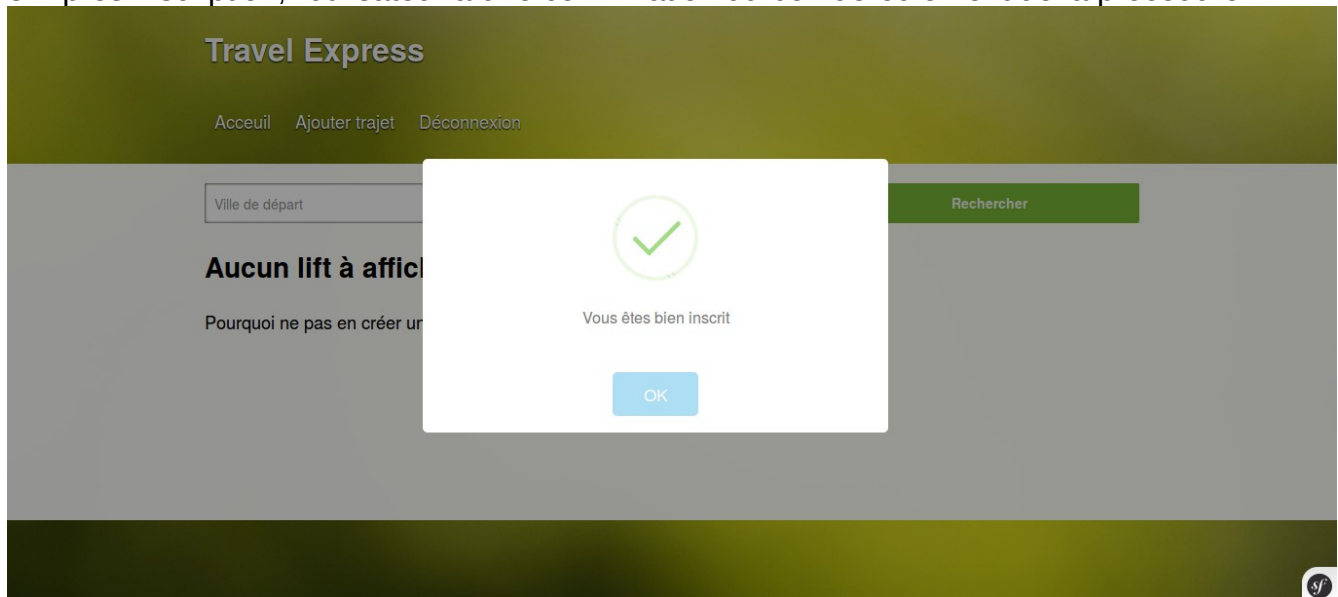 Travel Express
Acceuil Ajouter trajet Déconnexion
Ville de départ
Rechercher
Aucun lift à affic
Pourquoi ne pas en créer un
Vous êtes bien inscrit
OK
sf